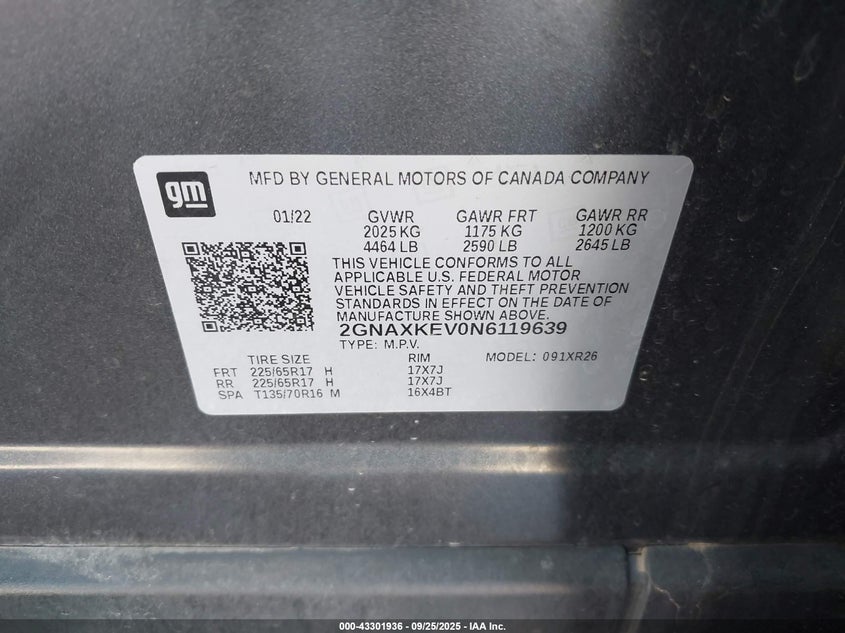 gm
MFD BY GENERAL MOTORS OF CANADA COMPANY
01/22 GVWR GAWR FRT GAWR RR
2025 KG 1175 KG 1200 KG
4464 LB 2590 LB 2645 LB
THIS VEHICLE CONFORMS TO ALL
APPLICABLE U.S. FEDERAL MOTOR
VEHICLE SAFETY AND THEFT PREVENTION
STANDARDS IN EFFECT ON THE DATE OF
MANUFACTURE SHOWN ABOVE.
2GNAXKEV0N6119639
TYPE: M.P.V.
TIRE SIZE RIM MODEL: 091XR26
FRT 225/65R17 H 17X7J
RR 225/65R17 H 17X7J
SPA T135/70R16 M 16X4BT
000-43301936 - 09/25/2025 - IAA Inc.